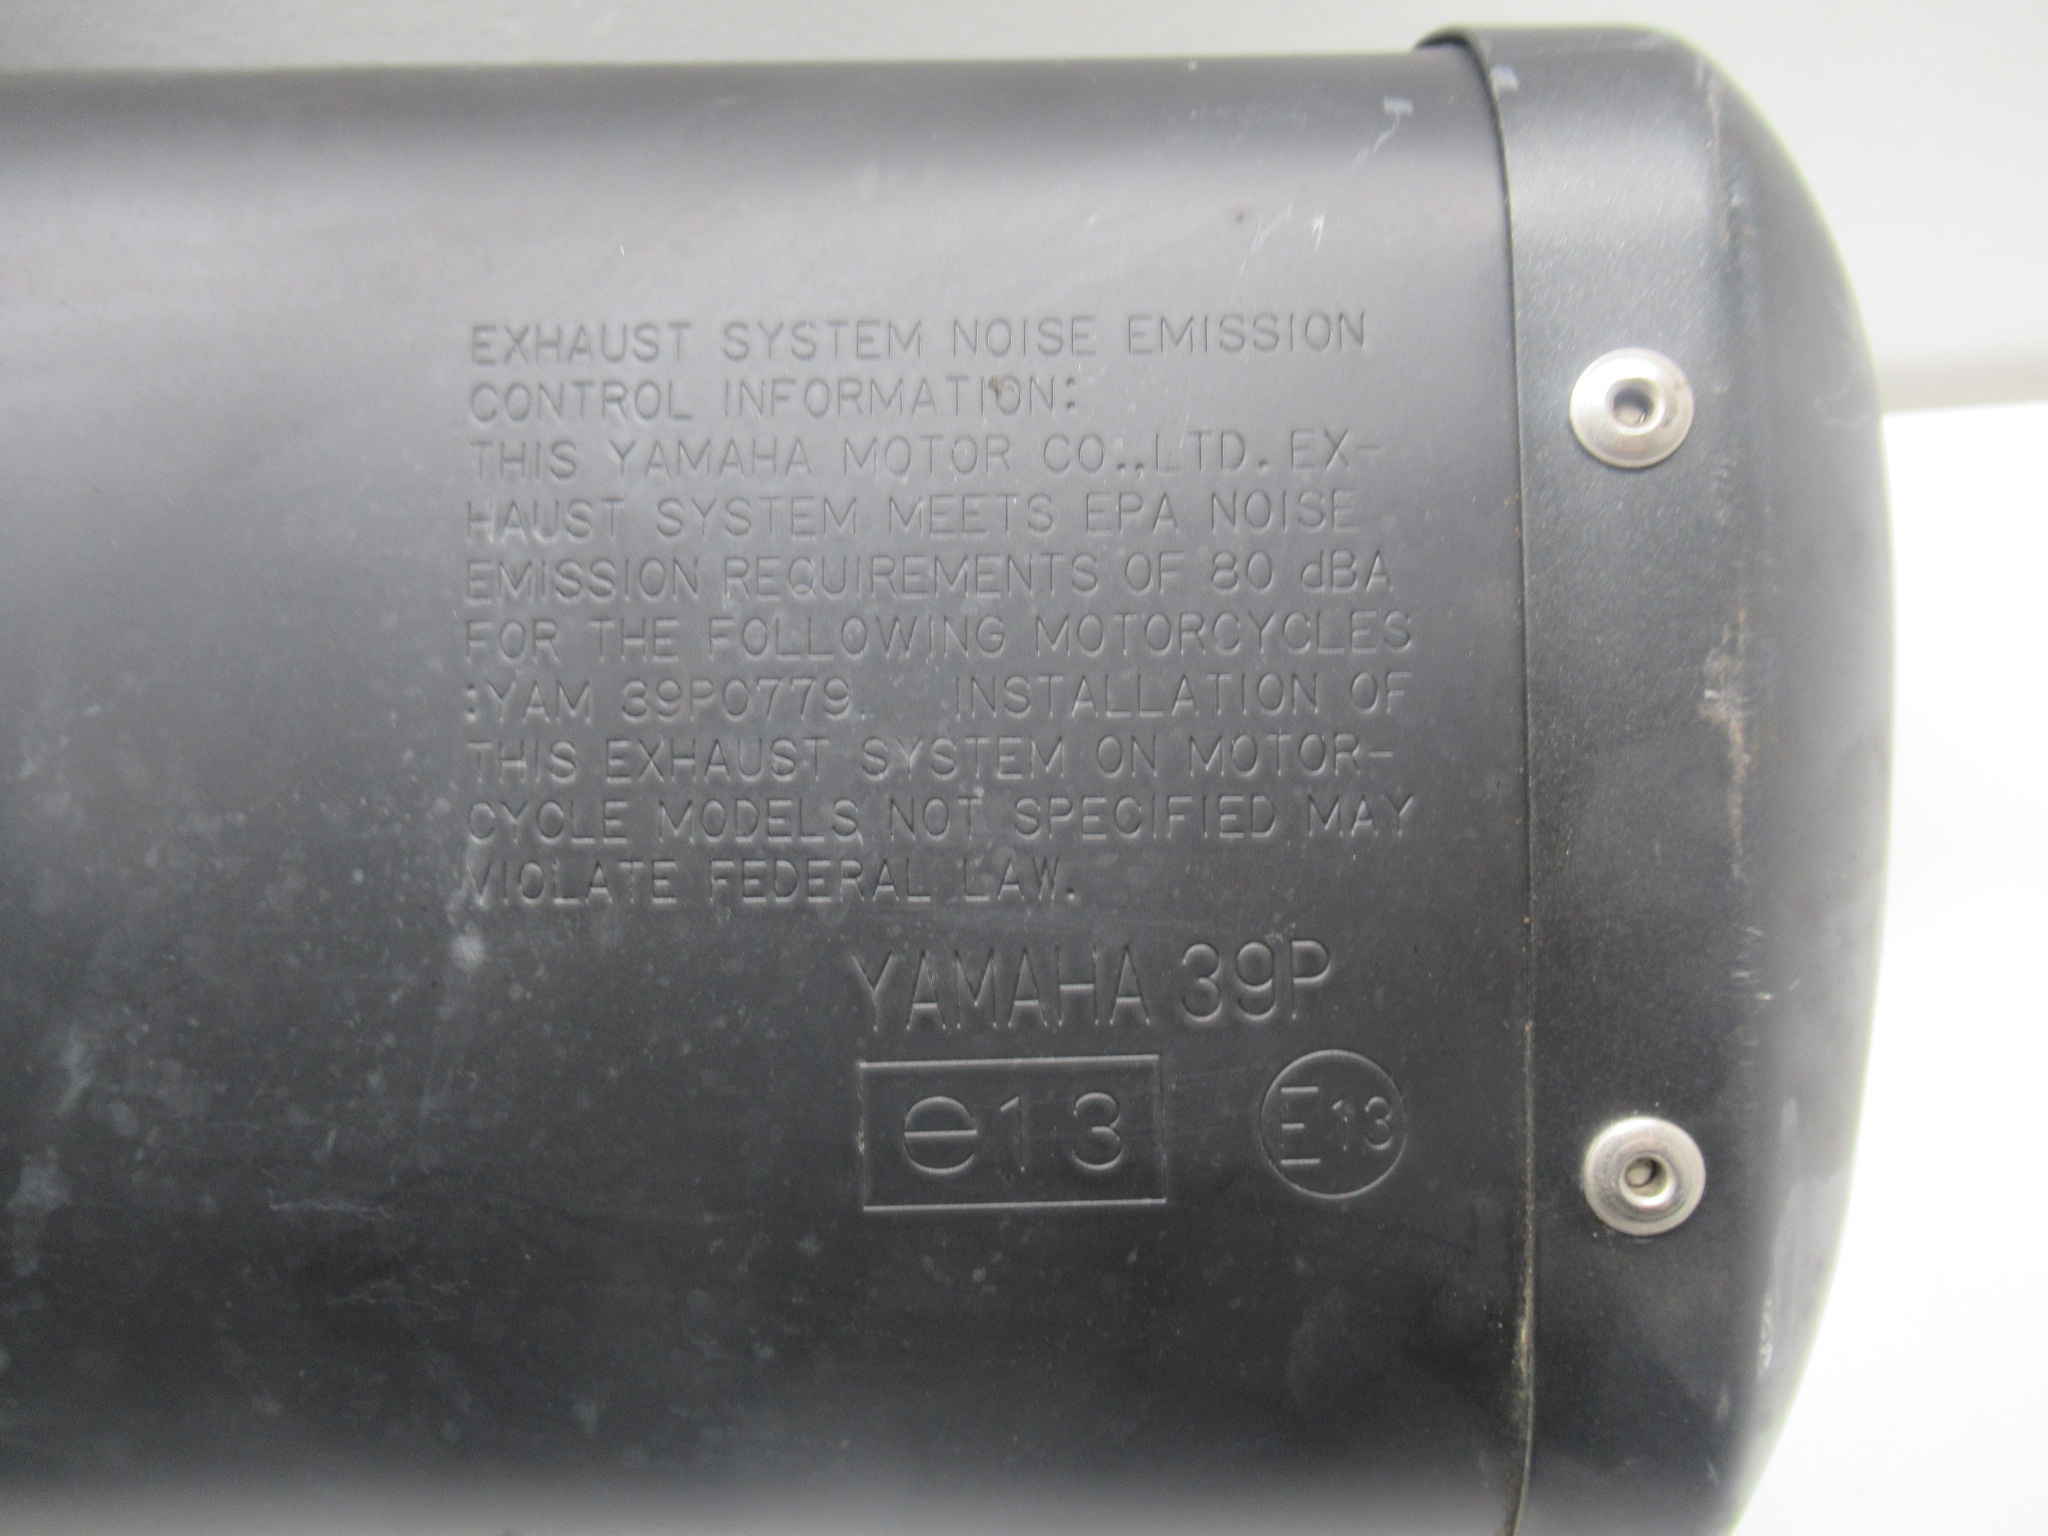 EXHAUST SYSTEM NOISE EMISSION
CONTROL INFORMATION:
THIS YAMAHA MOTOR CO.,LTD. EX-
HAUST SYSTEM MEETS EPA NOISE
EMISSION REQUIREMENTS OF 80 dBA
FOR THE FOLLOWING MOTORCYCLES
:YAM 39P0779. INSTALLATION OF
THIS EXHAUST SYSTEM ON MOTOR-
CYCLE MODELS NOT SPECIFIED MAY
VIOLATE FEDERAL LAW.
YAMAHA 39P
e13 E13